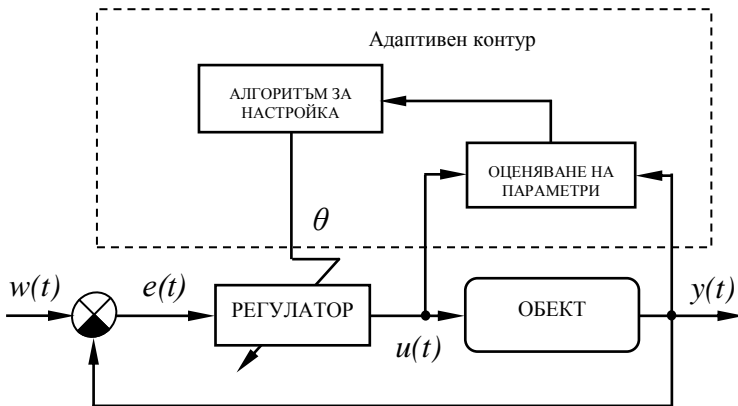 Адаптивен контур
АЛГОРИТЪМ ЗА
НАСТРОЙКА
ОЦЕНЯВАНЕ НА
ПАРАМЕТРИ
θ
w(t)
e(t)
РЕГУЛАТОР
u(t)
ОБЕКТ
y(t)